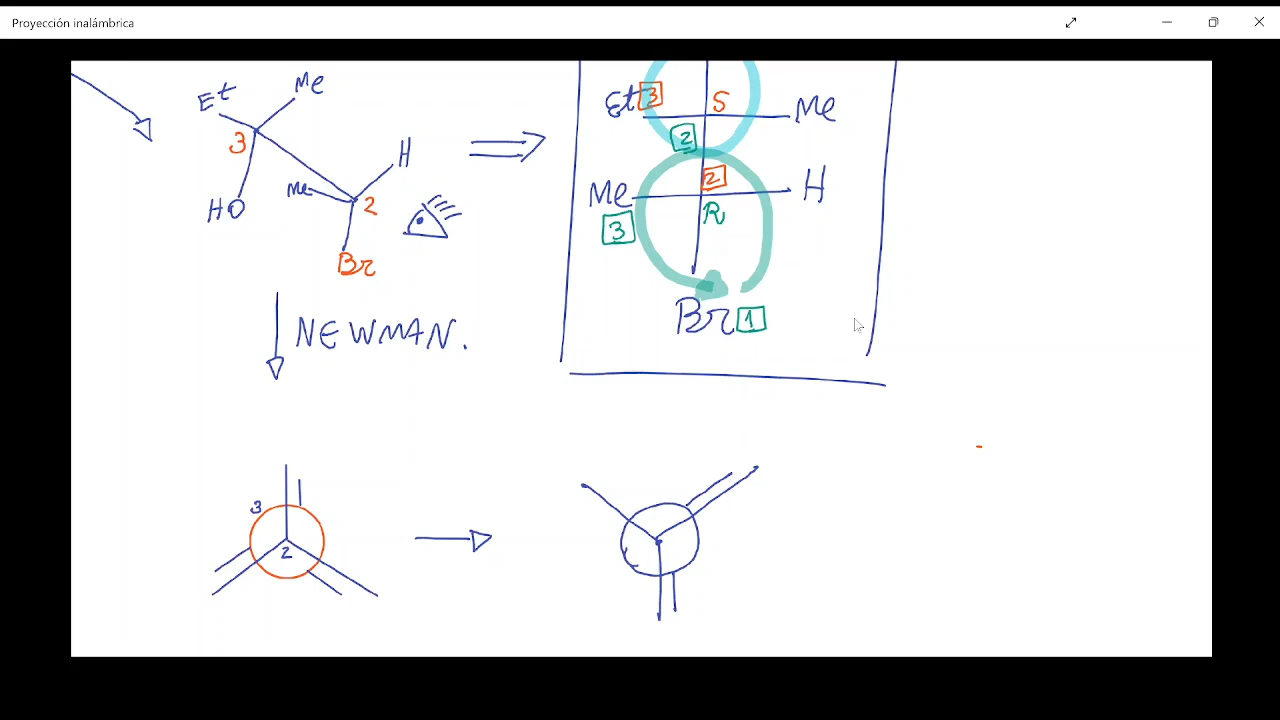 Proyección inalámbrica
Et Me
3
H
Me
2
HO
Br
NEWMAN.
Et 3 S Me
2
2
Me H
3 R
Br 1
3
2